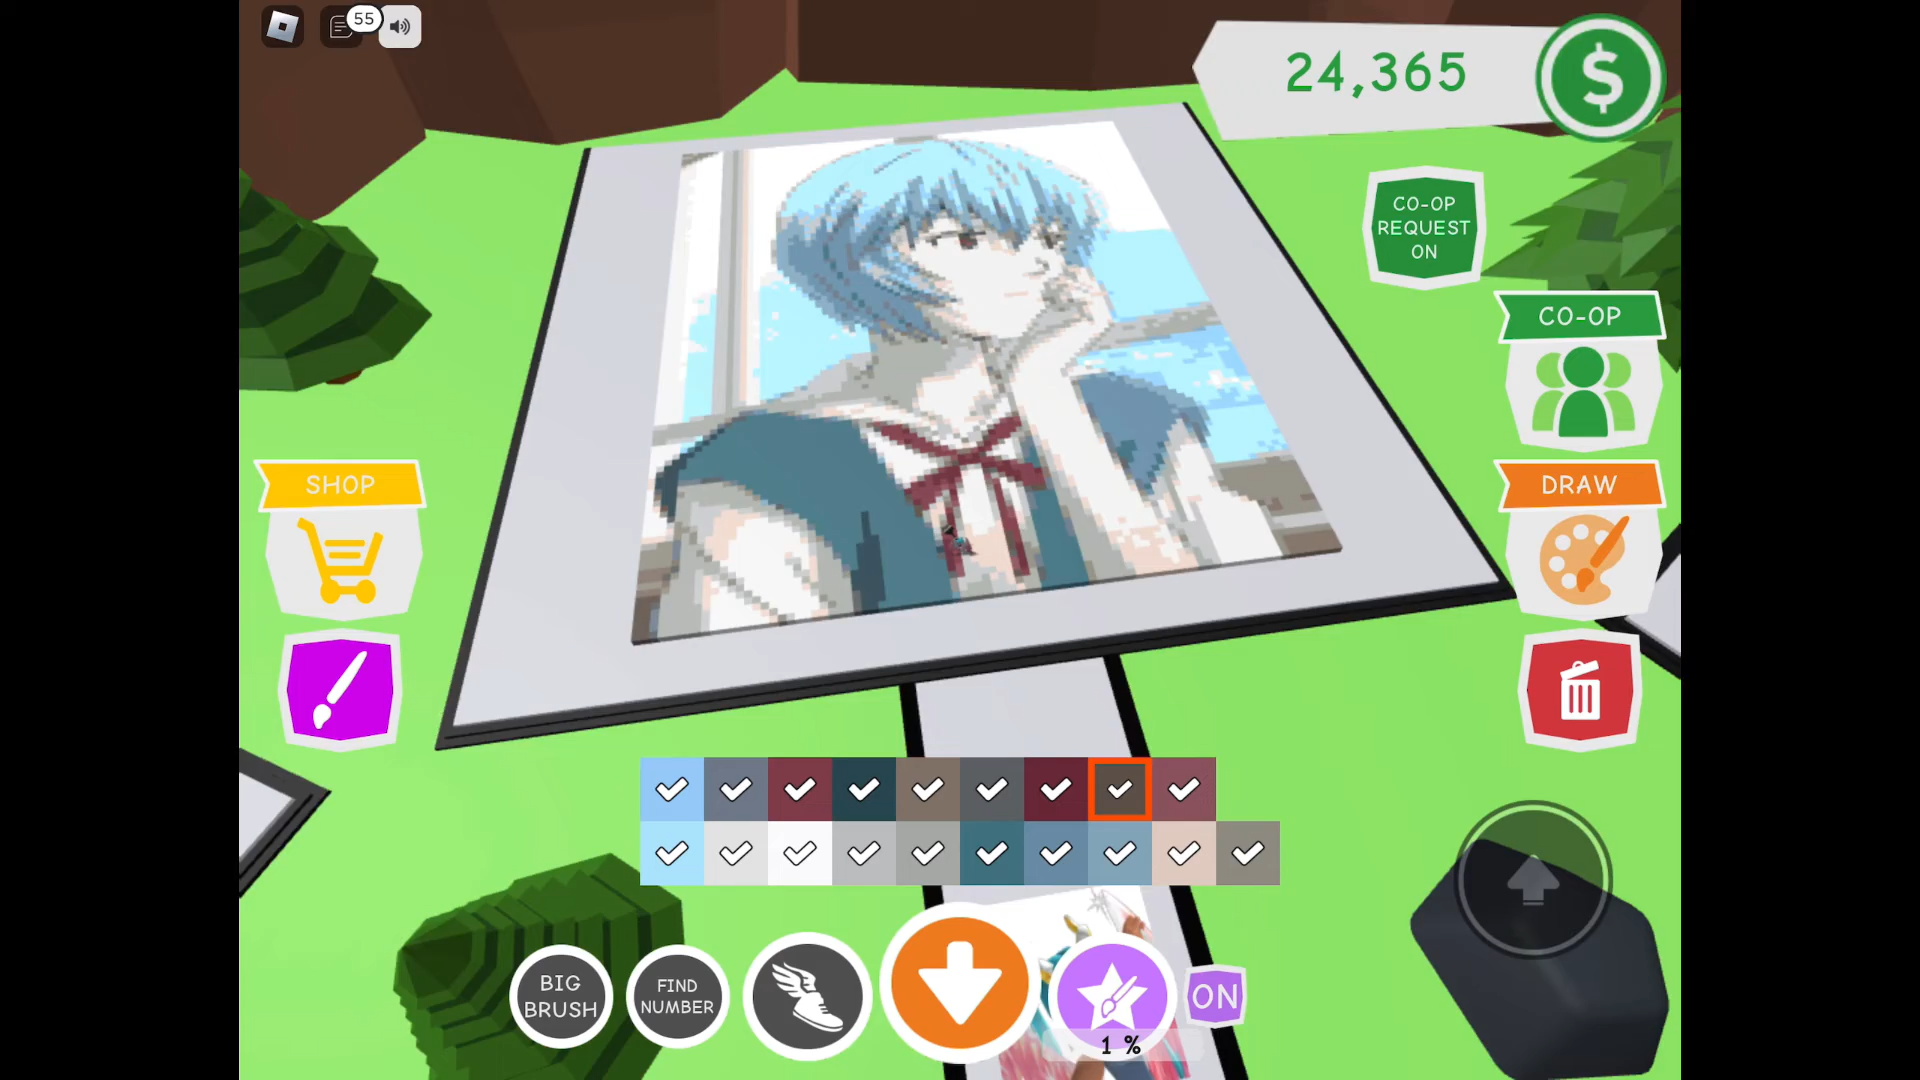 55
24,365
CO-OP
REQUEST
ON
CO-OP
SHOP
DRAW
BIG
BRUSH
FIND
NUMBER
ON
1 %